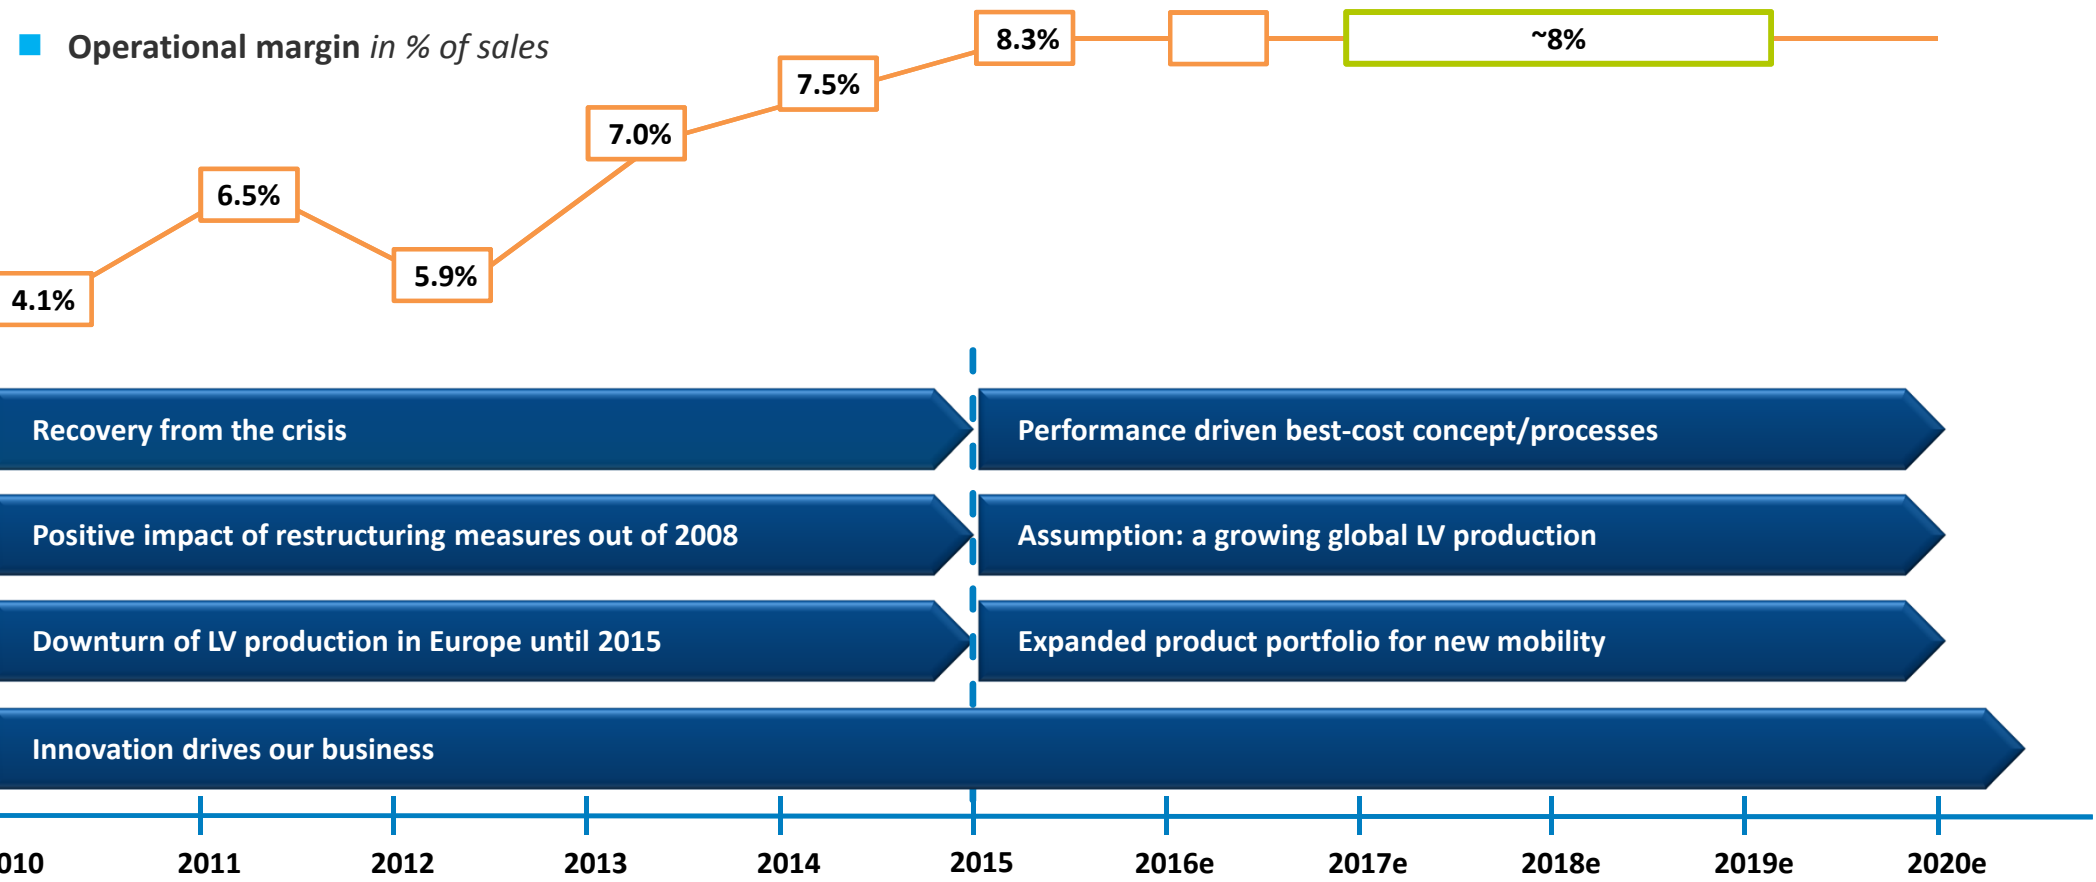 Operational margin in % of sales
8.3%
~8%
7.5%
7.0%
6.5%
5.9%
4.1%
Recovery from the crisis
Performance driven best-cost concept/processes
Positive impact of restructuring measures out of 2008
Assumption: a growing global LV production
Downturn of LV production in Europe until 2015
Expanded product portfolio for new mobility
Innovation drives our business
010 2011 2012 2013 2014 2015 2016e 2017e 2018e 2019e 2020e